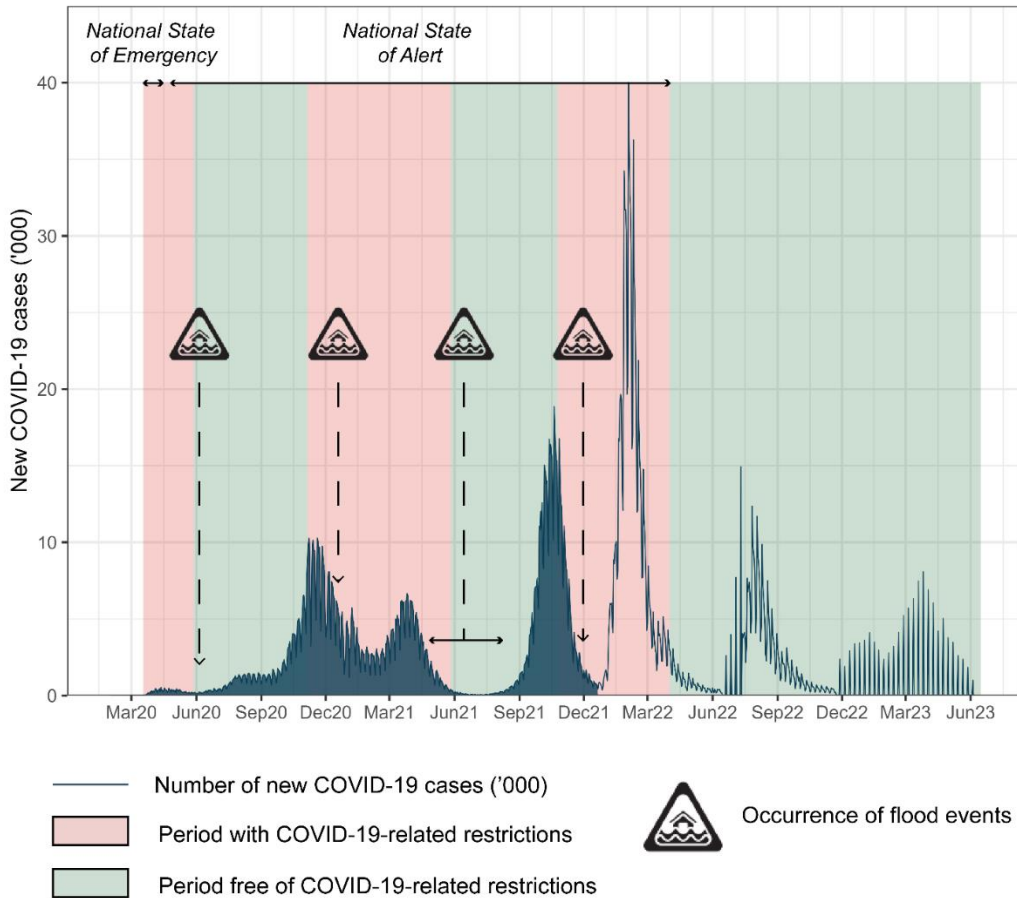 National State
of Emergency
National State
of Alert
New COVID-19 cases ('000)
40
30
20
10
0
Mar20 Jun20 Sep20 Dec20 Mar21 Jun21 Sep21 Dec21 Mar22 Jun22 Sep22 Dec22 Mar23 Jun23
Number of new COVID-19 cases ('000)
Period with COVID-19-related restrictions
Period free of COVID-19-related restrictions
Occurrence of flood events